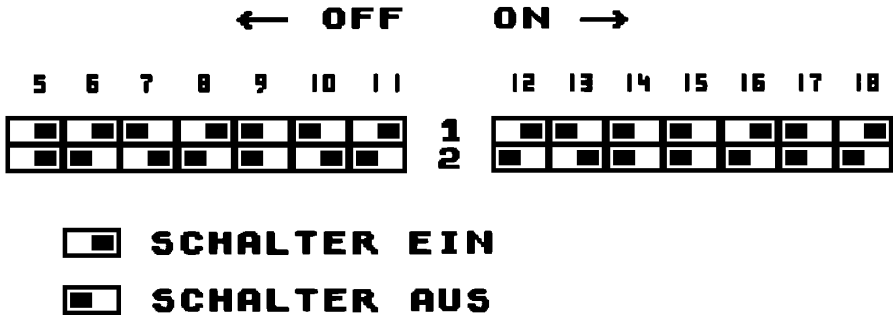 ← OFF ON →
5 6 7 8 9 10 11 12 13 14 15 16 17 18
1
2
SCHALTER EIN
SCHALTER AUS